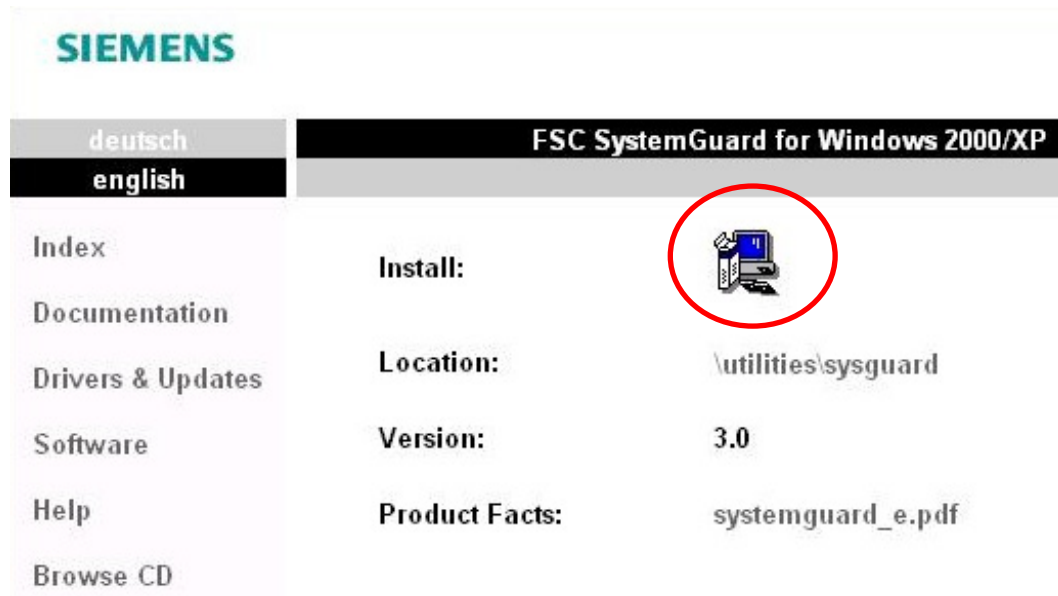 SIEMENS
deutsch
FSC SystemGuard for Windows 2000/XP
english
Index
Install:
Documentation
Location: \utilities\sysguard
Drivers & Updates
Version: 3.0
Software
Help
Product Facts: systemguard_e.pdf
Browse CD